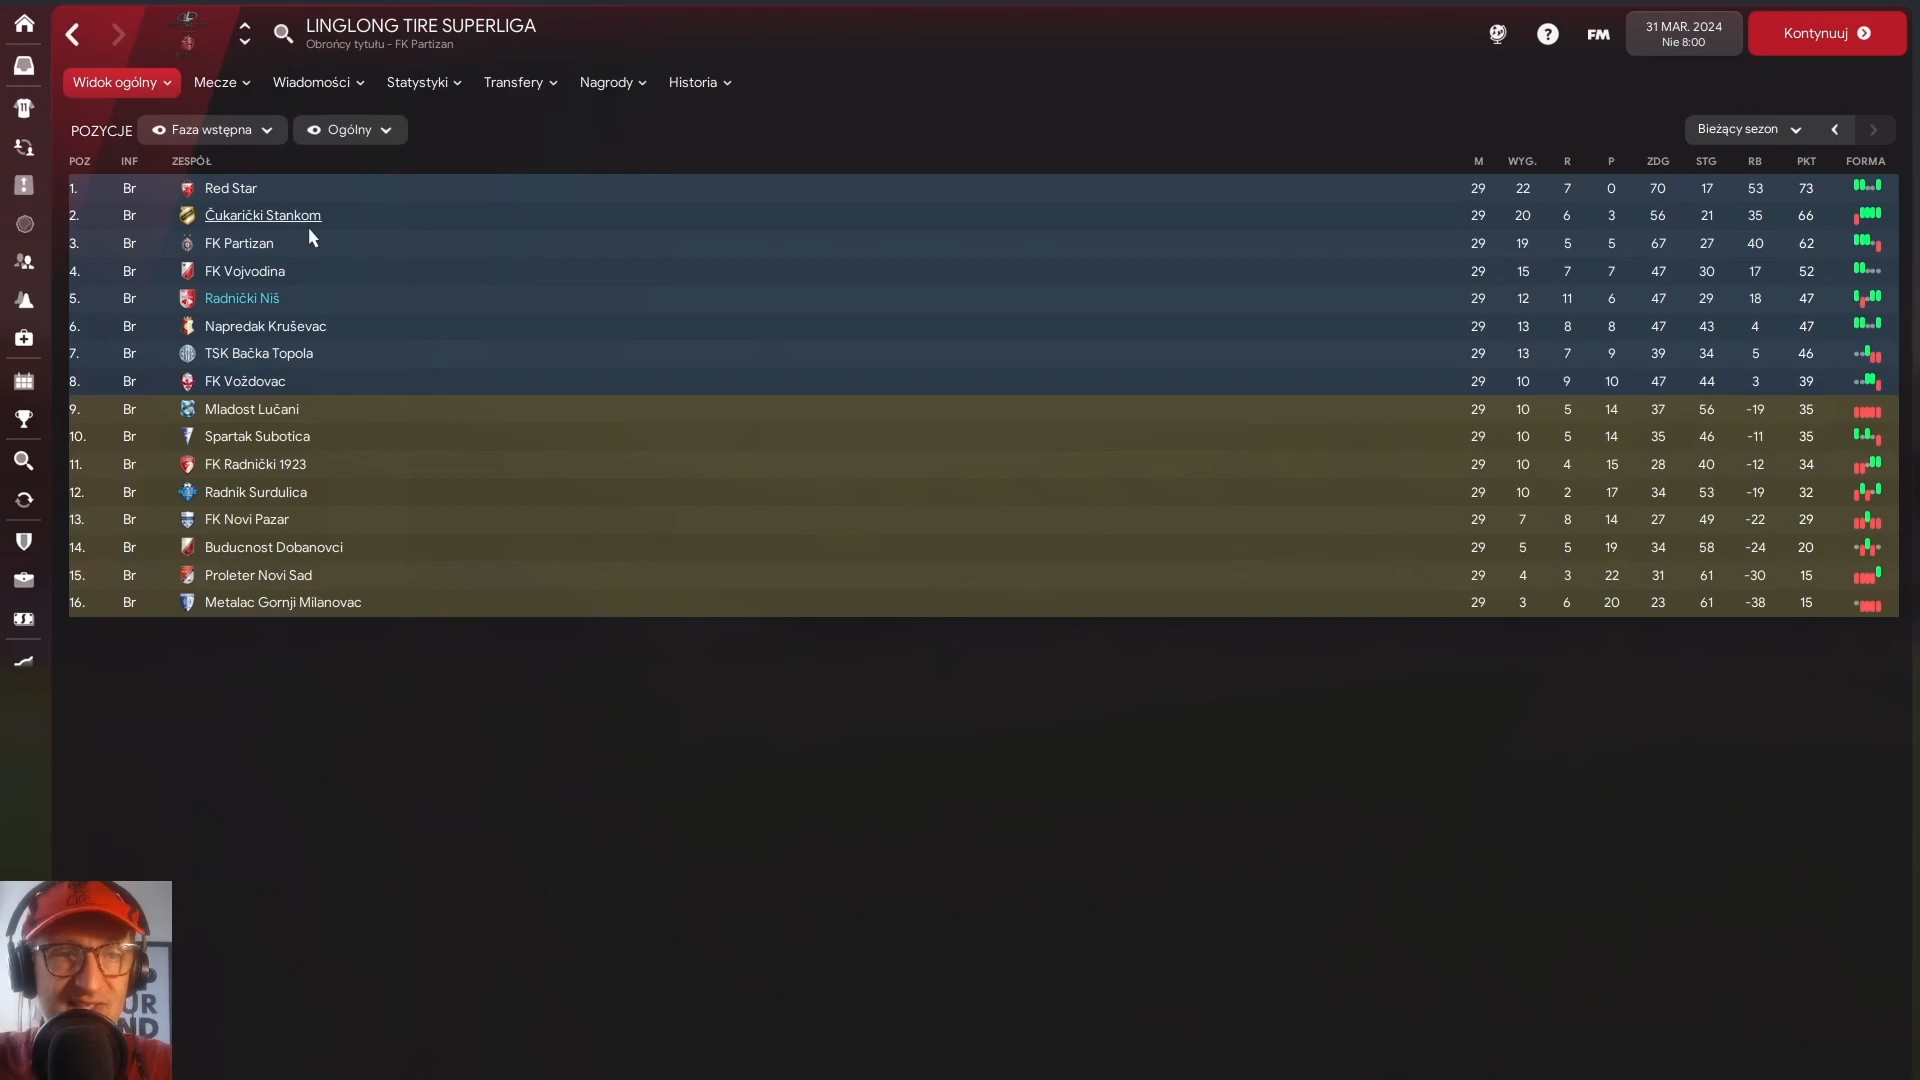 LINGLONG TIRE SUPERLIGA
Obrońcy tytułu - FK Partizan
FM
31 MAR. 2024
Nie 8:00
Kontynuuj
Widok ogólny Mecze Wiadomości Statystyki Transfery Nagrody Historia
POZYCJE Faza wstępna Ogólny Bieżący sezon
POZ INF ZESPÓŁ M WYG. R P ZDG STG RB PKT FORMA
1. Br Red Star 29 22 7 0 70 17 53 73
2. Br Čukarički Stankom 29 20 6 3 56 21 35 66
3. Br FK Partizan 29 19 5 5 67 27 40 62
4. Br FK Vojvodina 29 15 7 7 47 30 17 52
5. Br Radnički Niš 29 12 11 6 47 29 18 47
6. Br Napredak Kruševac 29 13 8 8 47 43 4 47
7. Br TSK Bačka Topola 29 13 7 9 39 34 5 46
8. Br FK Voždovac 29 10 9 10 47 44 3 39
9. Br Mladost Lučani 29 10 5 14 37 56 -19 35
10. Br Spartak Subotica 29 10 5 14 35 46 -11 35
11. Br FK Radnički 1923 29 10 4 15 28 40 -12 34
12. Br Radnik Surdulica 29 10 2 17 34 53 -19 32
13. Br FK Novi Pazar 29 7 8 14 27 49 -22 29
14. Br Buducnost Dobanovci 29 5 5 19 34 58 -24 20
15. Br Proleter Novi Sad 29 4 3 22 31 61 -30 15
16. Br Metalac Gornji Milanovac 29 3 6 20 23 61 -38 15